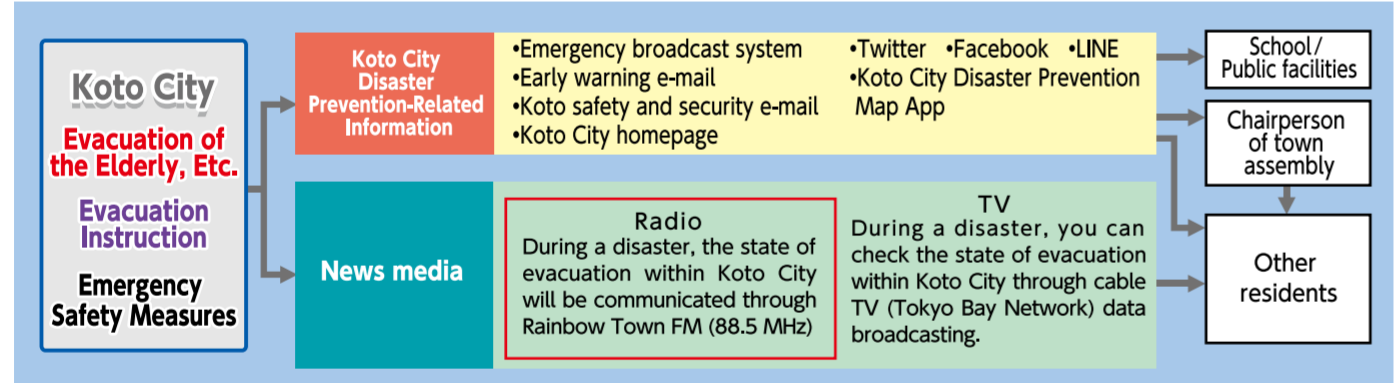 Koto City
Evacuation of
the Elderly, Etc.
Evacuation
Instruction
Emergency
Safety Measures
Koto City
Disaster
Prevention-Related
Information
•Emergency broadcast system
•Early warning e-mail
•Koto safety and security e-mail
•Koto City homepage
•Twitter •Facebook •LINE
•Koto City Disaster Prevention
Map App
News media
Radio
During a disaster, the state of
evacuation within Koto City
will be communicated through
Rainbow Town FM (88.5 MHz)
TV
During a disaster, you can
check the state of evacuation
within Koto City through cable
TV (Tokyo Bay Network) data
broadcasting.
School/
Public facilities
Chairperson
of town
assembly
Other
residents